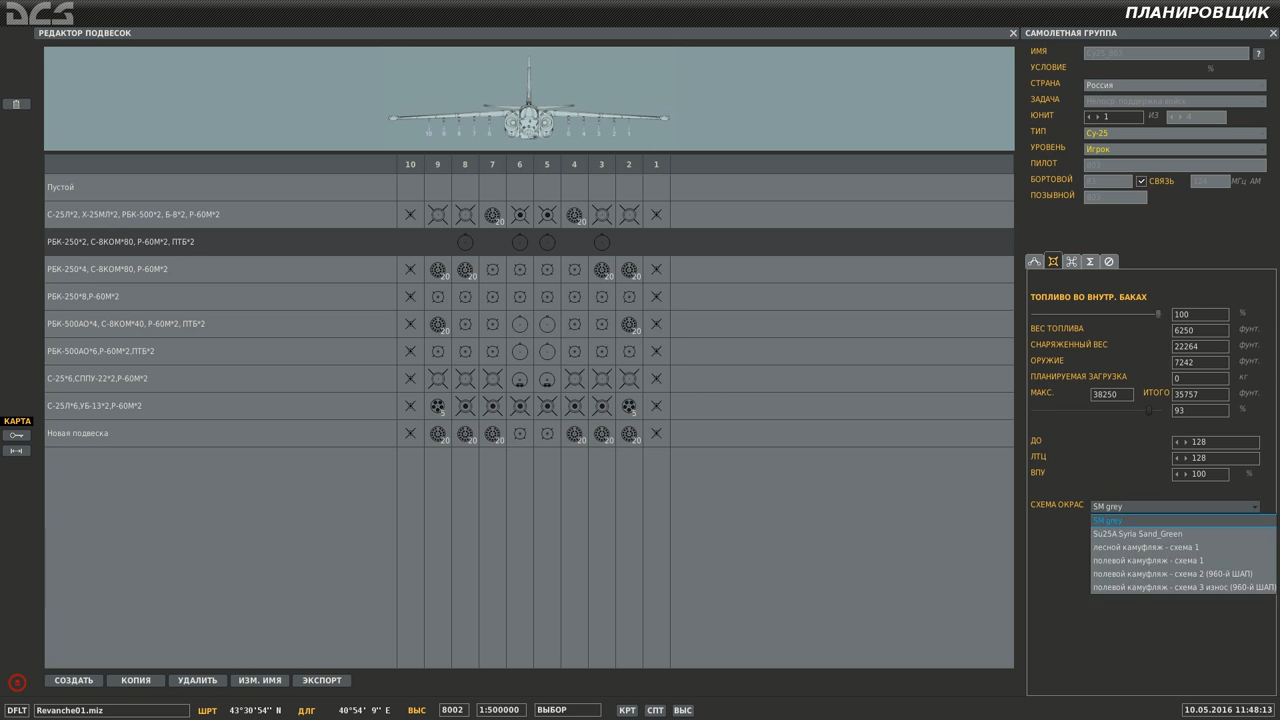 DCS
ПЛАНИРОВЩИК
РЕДАКТОР ПОДВЕСОК
10 9 8 7 6 5 4 3 2 1
Пустой
С-25Л*2, Х-25МЛ*2, РБК-500*2, Б-8*2, Р-60М*2
20 20
РБК-250*2, С-8КОМ*80, Р-60М*2, ПТБ*2
РБК-250*4, С-8КОМ*80, Р-60М*2
20 20 20 20
РБК-250*8,Р-60М*2
РБК-500АО*4, С-8КОМ*40, Р-60М*2, ПТБ*2
20 20
РБК-500АО*6,Р-60М*2,ПТБ*2
С-25*6,СППУ-22*2,Р-60М*2
С-25Л*6,УБ-13*2,Р-60М*2
5 5
Новая подвеска
20 20 20 20 20 20
СОЗДАТЬ КОПИЯ УДАЛИТЬ ИЗМ. ИМЯ ЭКСПОРТ
КАРТА
САМОЛЕТНАЯ ГРУППА
ИМЯ ?
УСЛОВИЕ %
СТРАНА Россия
ЗАДАЧА Непоср. поддержка войск
ЮНИТ 1 ИЗ 4
ТИП Су-25
УРОВЕНЬ Игрок
ПИЛОТ 803
БОРТОВОЙ СВЯЗЬ 124 МГц АМ
ПОЗЫВНОЙ 803
Σ
ТОПЛИВО ВО ВНУТР. БАКАХ
100 %
ВЕС ТОПЛИВА 6250 фунт.
СНАРЯЖЕННЫЙ ВЕС 22264 фунт.
ОРУЖИЕ 7242 фунт.
ПЛАНИРУЕМАЯ ЗАГРУЗКА 0 кг
МАКС. 38250 ИТОГО 35757 фунт.
93 %
ДО 128
ЛТЦ 128
ВПУ 100 %
СХЕМА ОКРАС SM grey
SM grey
Su25A Syria Sand_Green
лесной камуфляж - схема 1
полевой камуфляж - схема 1
полевой камуфляж - схема 2 (960-й ШАП)
полевой камуфляж - схема 3 износ (960-й ШАП)
DFLT Revanche01.miz ШРТ 43°30'54" N ДЛГ 40°54' 9" E ВЫС 8002 1:500000 ВЫБОР КРТ СПТ ВЫС 10.05.2016 11:48:13